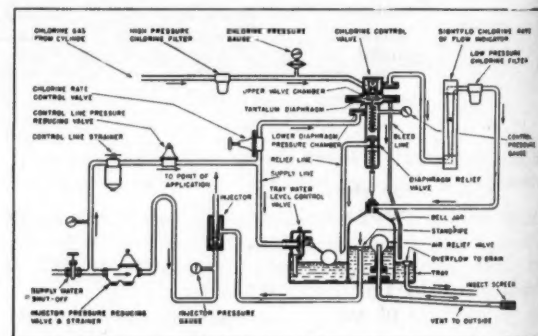 CHLORINE GAS
FROM CYLINDER
HIGH PRESSURE
CHLORINE FILTER
CHLORINE PRESSURE
GAUGE
CHLORINE CONTROL
VALVE
SIGHTFLO CHLORINE RATE
OF FLOW INDICATOR
LOW PRESSURE
CHLORINE FILTER
CHLORINE RATE
CONTROL VALVE
UPPER VALVE CHAMBER
TANTALUM DIAPHRAGM
CONTROL LINE PRESSURE
REDUCING VALVE
CONTROL LINE STRAINER
LOWER DIAPHRAGM
PRESSURE CHAMBER
BLEED
LINE
CONTROL
PRESSURE
GAUGE
RELIEF LINE
DIAPHRAGM RELIEF
VALVE
TO POINT OF
APPLICATION
SUPPLY LINE
INJECTOR
TRAY WATER
LEVEL CONTROL
VALVE
BELL JAR
STANDPIPE
AIR RELIEF VALVE
OVERFLOW TO DRAIN
TRAY
INSECT SCREEN
SUPPLY WATER
SHUT-OFF
INJECTOR PRESSURE REDUCING
VALVE & STRAINER
INJECTOR PRESSURE
GAUGE
VENT TO OUTSIDE